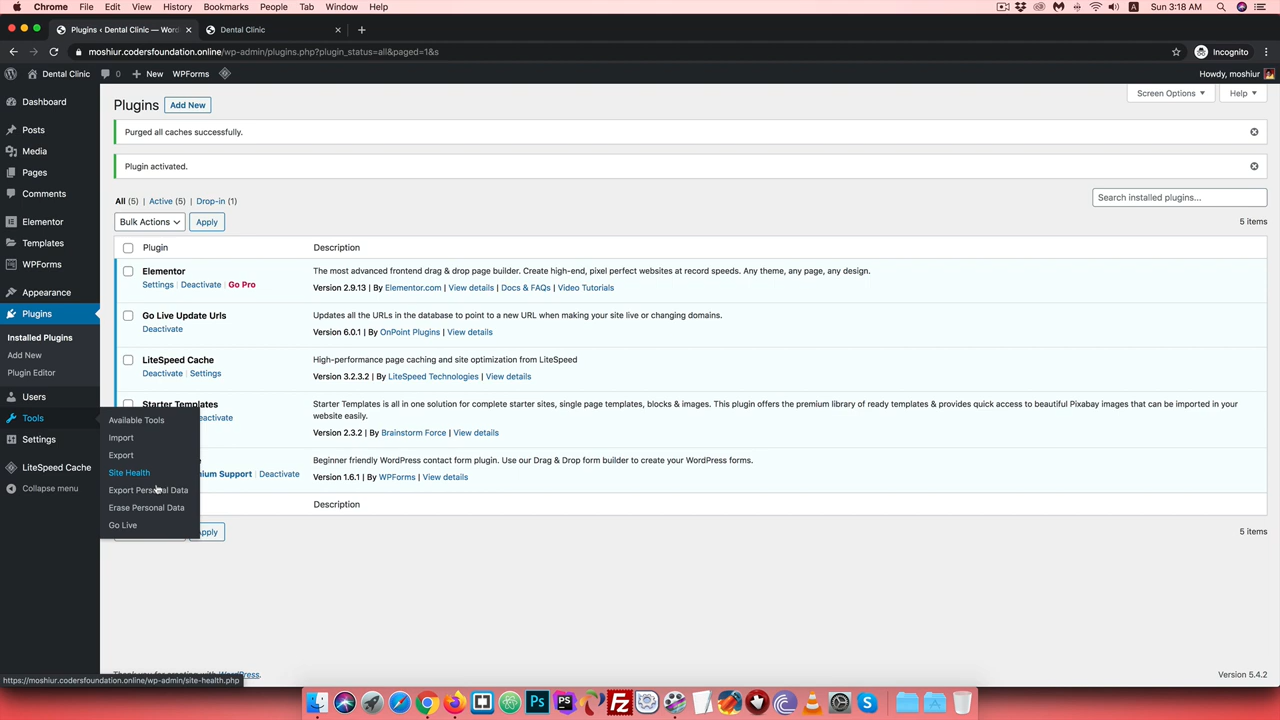 Chrome File Edit View History Bookmarks People Tab Window Help Sun 3:18 AM
Plugins ‹ Dental Clinic — Word Dental Clinic
moshiur.codersfoundation.online/wp-admin/plugins.php?plugin_status=all&paged=1&s Incognito
Dental Clinic 0 New WPForms Howdy, moshiur
Screen Options Help
Dashboard
Posts
Media
Pages
Comments
Elementor
Templates
WPForms
Appearance
Plugins
Installed Plugins
Add New
Plugin Editor
Users
Tools
Settings
LiteSpeed Cache
Collapse menu
Available Tools
Import
Export
Site Health
Export Personal Data
Erase Personal Data
Go Live
Plugins Add New
Purged all caches successfully.
Plugin activated.
All (5) | Active (5) | Drop-in (1)
Search installed plugins...
Bulk Actions Apply 5 items
Plugin Description
Elementor
Settings | Deactivate | Go Pro
The most advanced frontend drag & drop page builder. Create high-end, pixel perfect websites at record speeds. Any theme, any page, any design.
Version 2.9.13 | By Elementor.com | View details | Docs & FAQs | Video Tutorials
Go Live Update Urls
Deactivate
Updates all the URLs in the database to point to a new URL when making your site live or changing domains.
Version 6.0.1 | By OnPoint Plugins | View details
LiteSpeed Cache
Deactivate | Settings
High-performance page caching and site optimization from LiteSpeed
Version 3.2.3.2 | By LiteSpeed Technologies | View details
Starter Templates
eactivate
Starter Templates is all in one solution for complete starter sites, single page templates, blocks & images. This plugin offers the premium library of ready templates & provides quick access to beautiful Pixabay images that can be imported in your
website easily.
Version 2.3.2 | By Brainstorm Force | View details
ium Support | Deactivate
Beginner friendly WordPress contact form plugin. Use our Drag & Drop form builder to create your WordPress forms.
Version 1.6.1 | By WPForms | View details
Description
pply 5 items
Version 5.4.2
https://moshiur.codersfoundation.online/wp-admin/site-health.php
Ps PS Fz